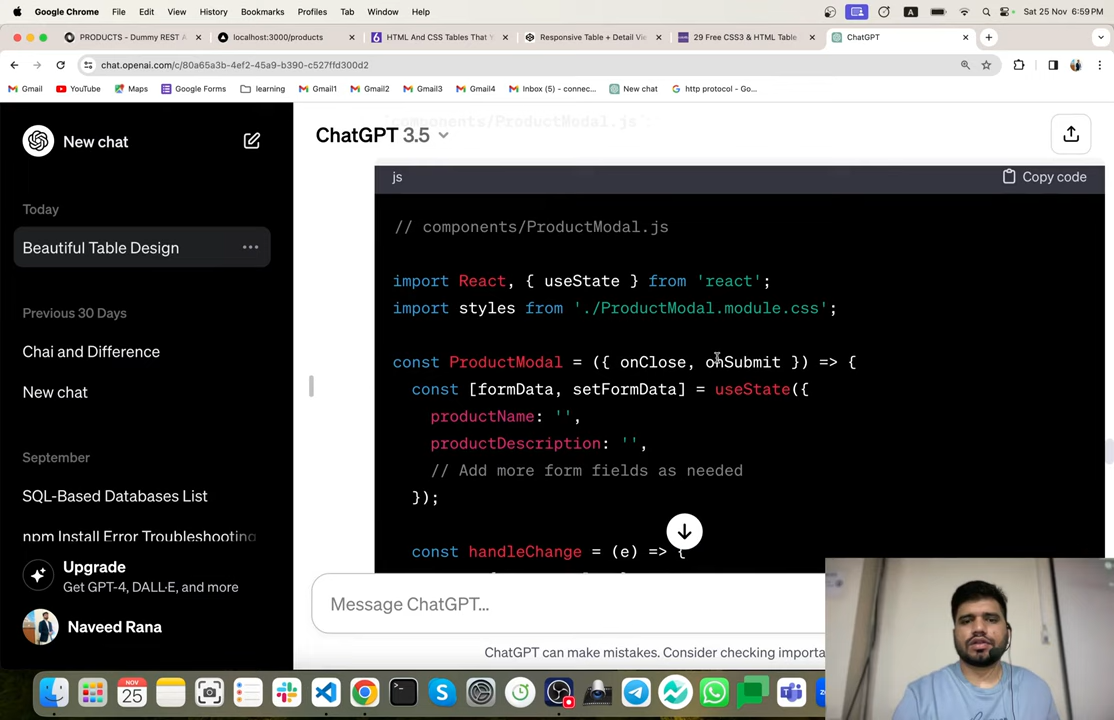 Google Chrome File Edit View History Bookmarks Profiles Tab Window Help A Sat 25 Nov 6:59 PM
PRODUCTS - Dummy REST A localhost:3000/products HTML And CSS Tables That Y Responsive Table + Detail Vie 29 Free CSS3 & HTML Table ChatGPT
chat.openai.com/c/80a65a3b-4ef2-45a9-b390-c527ffd300d2
Gmail YouTube Maps Google Forms learning Gmail1 Gmail2 Gmail3 Gmail4 Inbox (5) - connec... New chat http protocol - Go...
`components/ProductModal.js`:
New chat
ChatGPT 3.5
Today
Beautiful Table Design
Previous 30 Days
Chai and Difference
New chat
September
SQL-Based Databases List
npm Install Error Troubleshooting
Upgrade
Get GPT-4, DALL·E, and more
Naveed Rana
js Copy code
// components/ProductModal.js
import React, { useState } from 'react';
import styles from './ProductModal.module.css';
const ProductModal = ({ onClose, onSubmit }) => {
const [formData, setFormData] = useState({
productName: '',
productDescription: '',
// Add more form fields as needed
});
const handleChange = (e) => {
Message ChatGPT...
ChatGPT can make mistakes. Consider checking importa
NOV
25